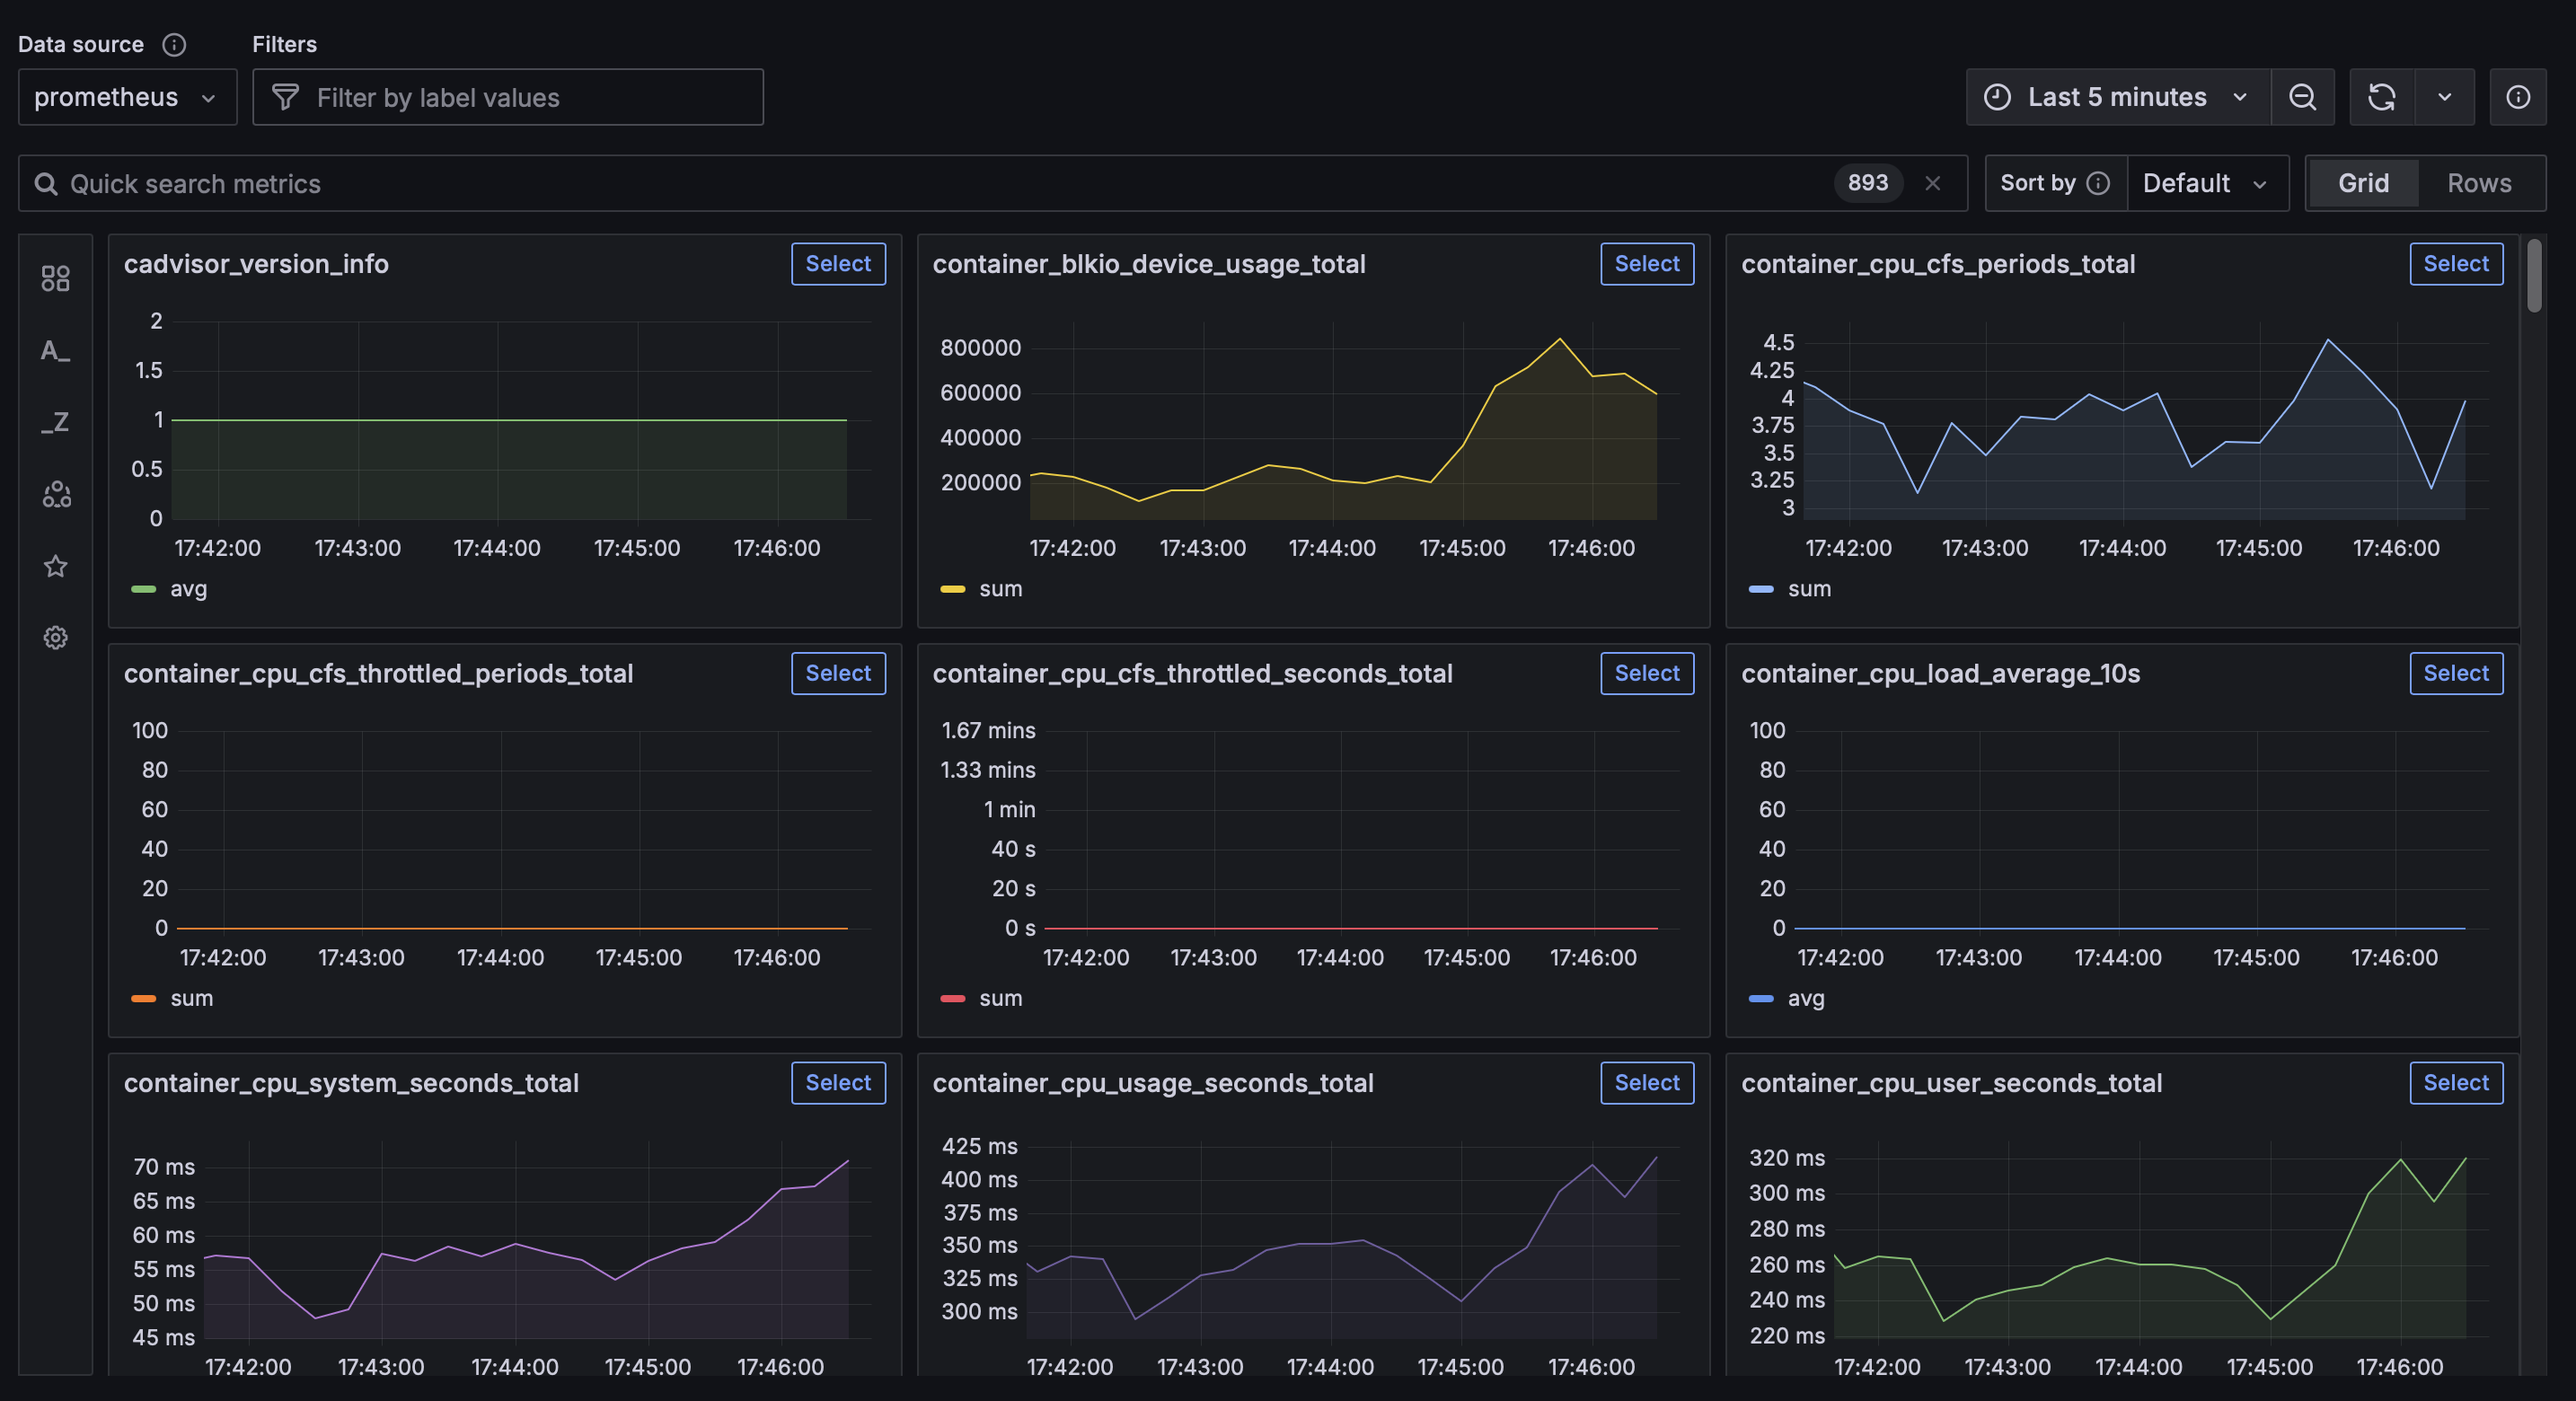 Data source Filters
prometheus Filter by label values Last 5 minutes
Quick search metrics 893 Sort by Default Grid Rows
A_
_Z
cadvisor_version_info Select
2
1.5
1
0.5
0
17:42:00 17:43:00 17:44:00 17:45:00 17:46:00
avg
container_blkio_device_usage_total Select
800000
600000
400000
200000
17:42:00 17:43:00 17:44:00 17:45:00 17:46:00
sum
container_cpu_cfs_periods_total Select
4.5
4.25
4
3.75
3.5
3.25
3
17:42:00 17:43:00 17:44:00 17:45:00 17:46:00
sum
container_cpu_cfs_throttled_periods_total Select
100
80
60
40
20
0
17:42:00 17:43:00 17:44:00 17:45:00 17:46:00
sum
container_cpu_cfs_throttled_seconds_total Select
1.67 mins
1.33 mins
1 min
40 s
20 s
0 s
17:42:00 17:43:00 17:44:00 17:45:00 17:46:00
sum
container_cpu_load_average_10s Select
100
80
60
40
20
0
17:42:00 17:43:00 17:44:00 17:45:00 17:46:00
avg
container_cpu_system_seconds_total Select
70 ms
65 ms
60 ms
55 ms
50 ms
45 ms
17:42:00 17:43:00 17:44:00 17:45:00 17:46:00
container_cpu_usage_seconds_total Select
425 ms
400 ms
375 ms
350 ms
325 ms
300 ms
17:42:00 17:43:00 17:44:00 17:45:00 17:46:00
container_cpu_user_seconds_total Select
320 ms
300 ms
280 ms
260 ms
240 ms
220 ms
17:42:00 17:43:00 17:44:00 17:45:00 17:46:00